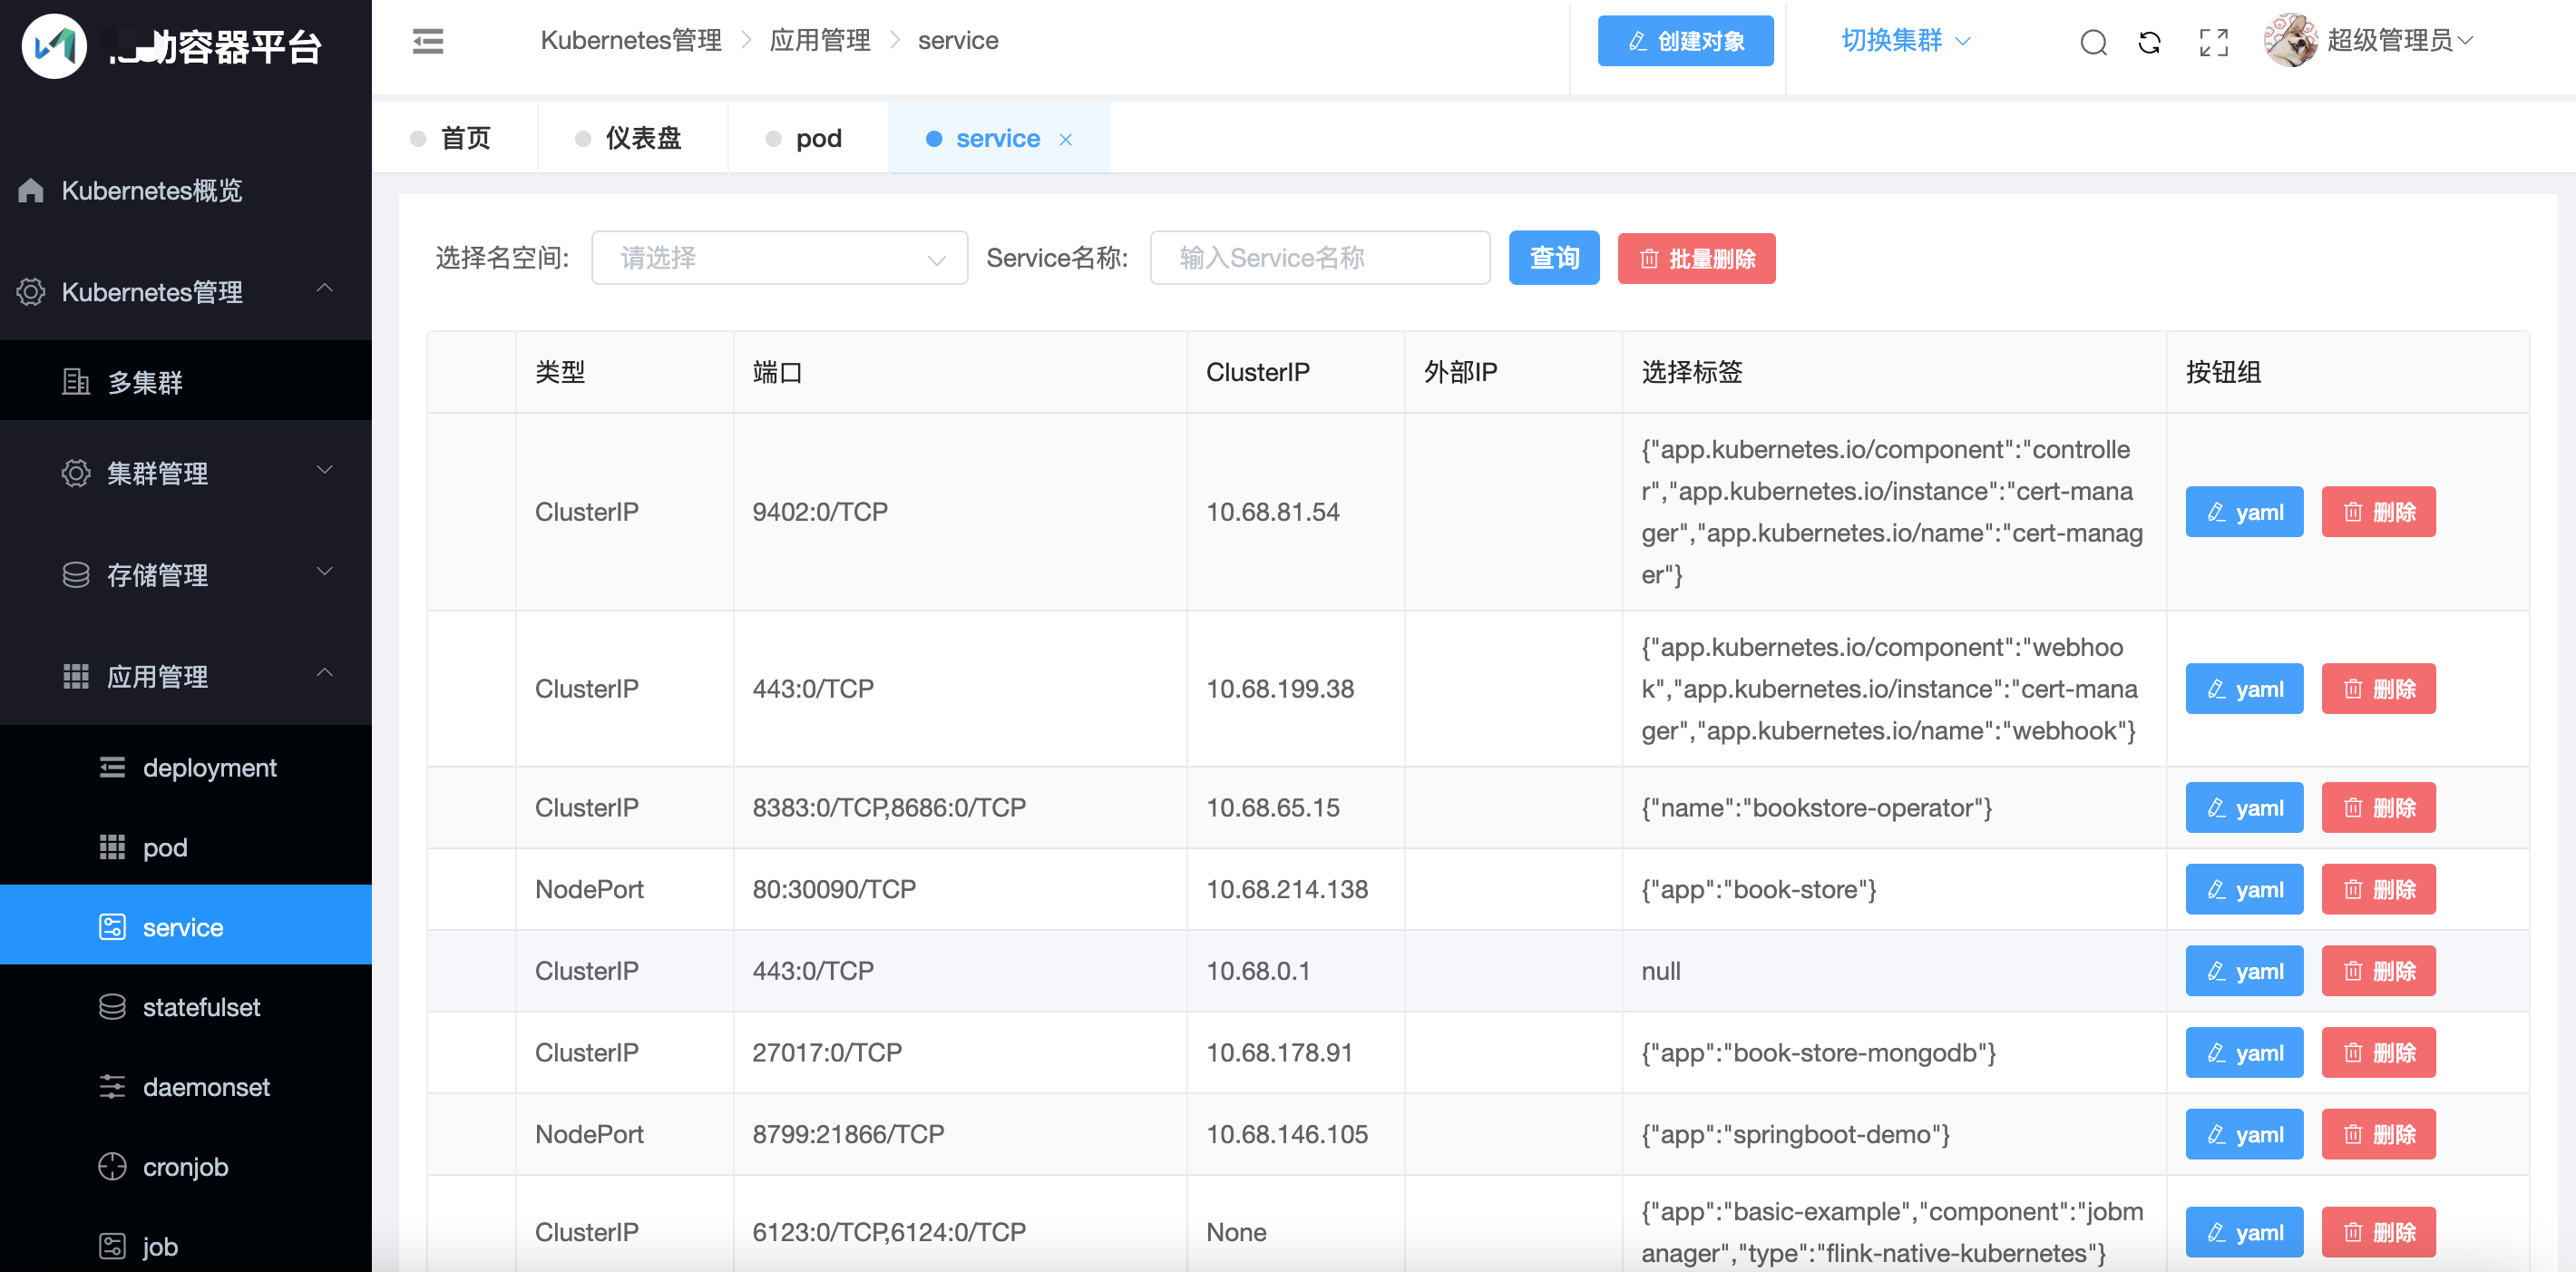 容器平台
Kubernetes管理 > 应用管理 > service
创建对象
切换集群
超级管理员
首页
仪表盘
pod
service
Kubernetes概览
Kubernetes管理
多集群
集群管理
存储管理
应用管理
deployment
pod
service
statefulset
daemonset
cronjob
job
选择名空间: 请选择 Service名称: 输入Service名称 查询 批量删除
类型 端口 ClusterIP 外部IP 选择标签 按钮组
{"app.kubernetes.io/component":"controlle
r","app.kubernetes.io/instance":"cert-mana
ClusterIP 9402:0/TCP 10.68.81.54 yaml 删除
ger","app.kubernetes.io/name":"cert-manag
er"}
{"app.kubernetes.io/component":"webhoo
ClusterIP 443:0/TCP 10.68.199.38 k","app.kubernetes.io/instance":"cert-mana yaml 删除
ger","app.kubernetes.io/name":"webhook"}
ClusterIP 8383:0/TCP,8686:0/TCP 10.68.65.15 {"name":"bookstore-operator"} yaml 删除
NodePort 80:30090/TCP 10.68.214.138 {"app":"book-store"} yaml 删除
ClusterIP 443:0/TCP 10.68.0.1 null yaml 删除
ClusterIP 27017:0/TCP 10.68.178.91 {"app":"book-store-mongodb"} yaml 删除
NodePort 8799:21866/TCP 10.68.146.105 {"app":"springboot-demo"} yaml 删除
{"app":"basic-example","component":"jobm
ClusterIP 6123:0/TCP,6124:0/TCP None yaml 删除
anager","type":"flink-native-kubernetes"}